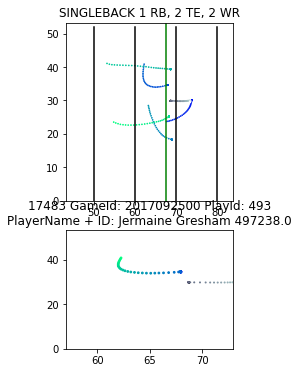 SINGLEBACK 1 RB, 2 TE, 2 WR
50
40
30
20
10
0
50 60 70 80
17483 GameId: 2017092500 PlayId: 493
PlayerName + ID: Jermaine Gresham 497238.0
40
20
0
60 65 70